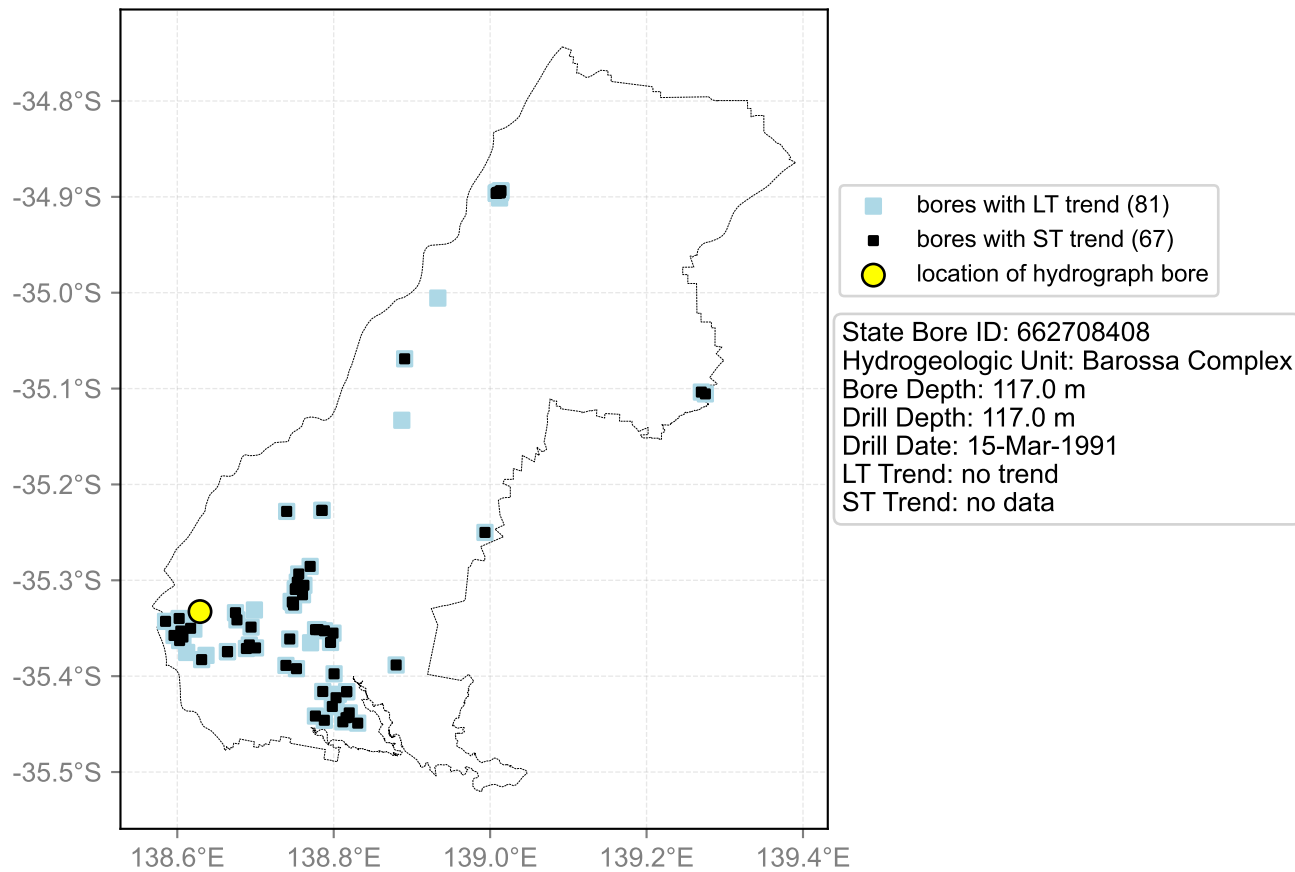 -34.8°S
-34.9°S
-35.0°S
-35.1°S
-35.2°S
-35.3°S
-35.4°S
-35.5°S
138.6°E
138.8°E
139.0°E
139.2°E
139.4°E
bores with LT trend (81)
bores with ST trend (67)
location of hydrograph bore
State Bore ID: 662708408
Hydrogeologic Unit: Barossa Complex
Bore Depth: 117.0 m
Drill Depth: 117.0 m
Drill Date: 15-Mar-1991
LT Trend: no trend
ST Trend: no data